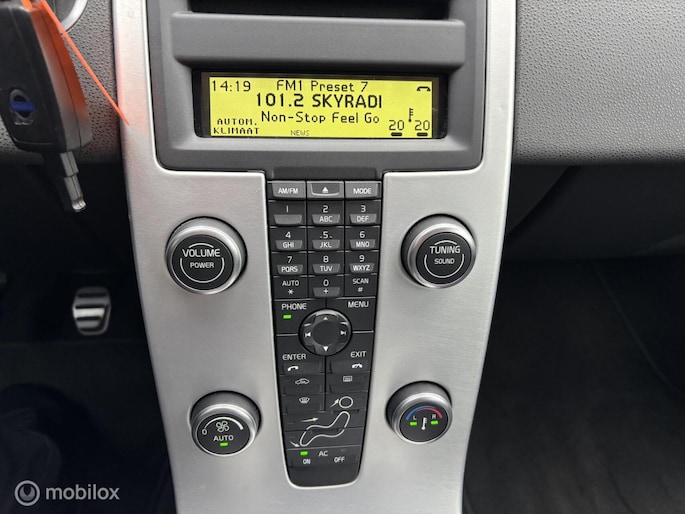 14:19 FM1 Preset 7
101.2 SKYRADI
AUTOM. Non-Stop Feel Go
KLIMAAT NEWS 20 20
AM/FM MODE
1 2 ABC 3 DEF
4 GHI 5 JKL 6 MNO
7 PQRS 8 TUV 9 WXYZ
AUTO * 0 + SCAN #
VOLUME
POWER
TUNING
SOUND
PHONE MENU
ENTER EXIT
0 AUTO
L R
AC
ON OFF
mobilox